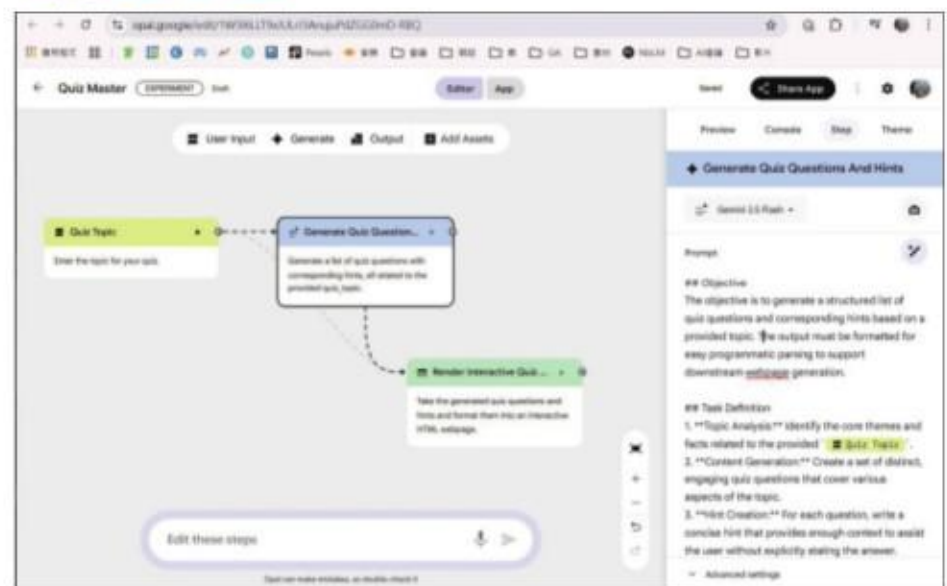 Quiz Master EXPERIMENT Draft
Editor App
Saved
Share App
User Input Generate Output Add Assets
Preview Console Step Theme
Generate Quiz Questions And Hints
Quiz Topic
Enter the topic for your quiz.
Generate Quiz Question...
Generate a list of quiz questions with
corresponding hints, all related to the
provided quiz_topic.
Render Interactive Quiz ...
Take the generated quiz questions and
hints and format them into an interactive
HTML webpage.
Edit these steps
Opal can make mistakes, so double-check it
Prompt
## Objective
The objective is to generate a structured list of
quiz questions and corresponding hints based on a
provided topic. The output must be formatted for
easy programmatic parsing to support
downstream webpage generation.
## Task Definition
1. **Topic Analysis:** Identify the core themes and
facts related to the provided ` Quiz Topic `.
2. **Content Generation:** Create a set of distinct,
engaging quiz questions that cover various
aspects of the topic.
3. **Hint Creation:** For each question, write a
concise hint that provides enough context to assist
the user without explicitly stating the answer.
Advanced settings